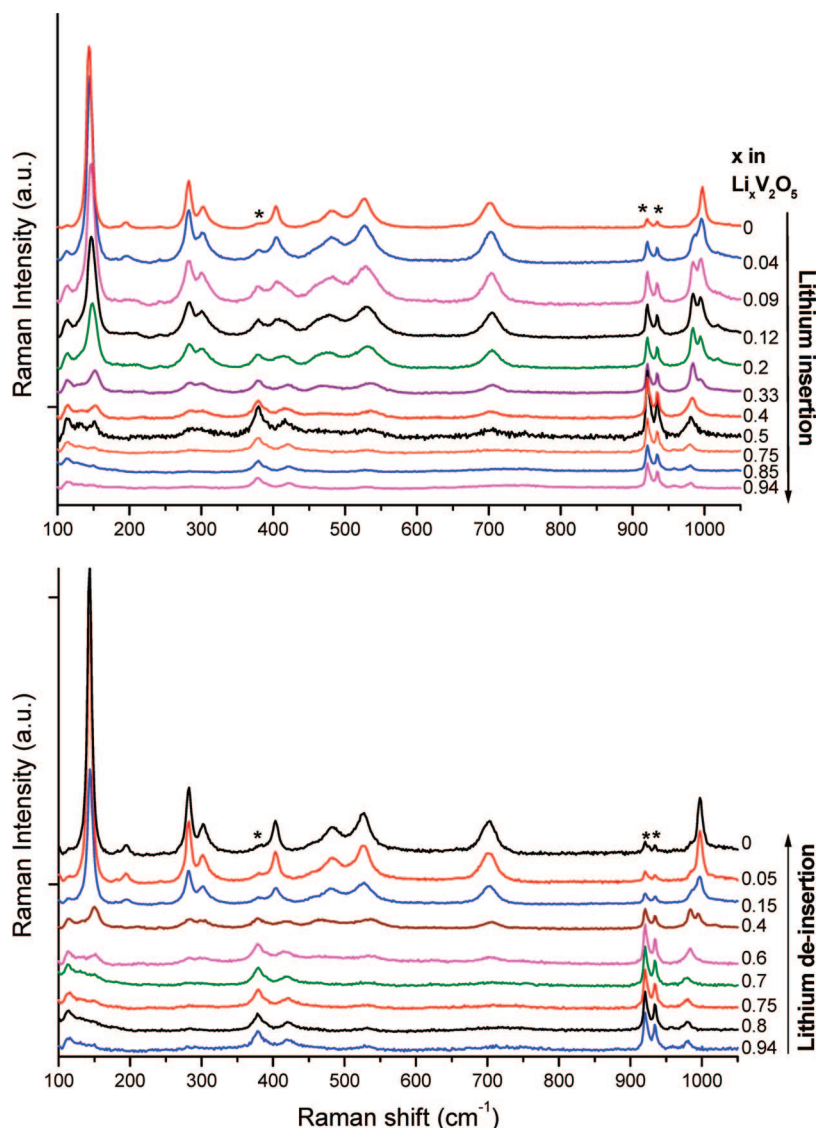 Raman Intensity (a.u.)
*
* *
x in
LixV2O5
0
0.04
0.09
0.12
0.2
0.33
0.4
0.5
0.75
0.85
0.94
Lithium insertion
100 200 300 400 500 600 700 800 900 1000
Raman Intensity (a.u.)
*
**
0
0.05
0.15
0.4
0.6
0.7
0.75
0.8
0.94
Lithium de-insertion
100 200 300 400 500 600 700 800 900 1000
Raman shift (cm⁻¹)